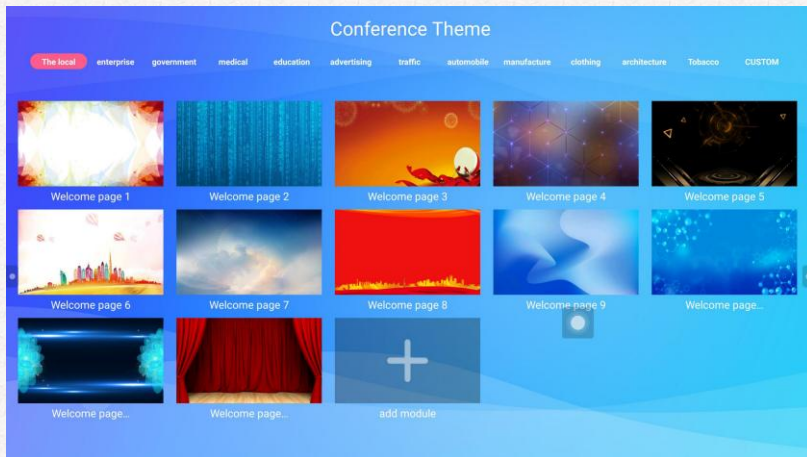 Conference Theme
The local enterprise government medical education advertising traffic automobile manufacture clothing architecture Tobacco CUSTOM
Welcome page 1 Welcome page 2 Welcome page 3 Welcome page 4 Welcome page 5
Welcome page 6 Welcome page 7 Welcome page 8 Welcome page 9 Welcome page...
Welcome page... Welcome page... add module